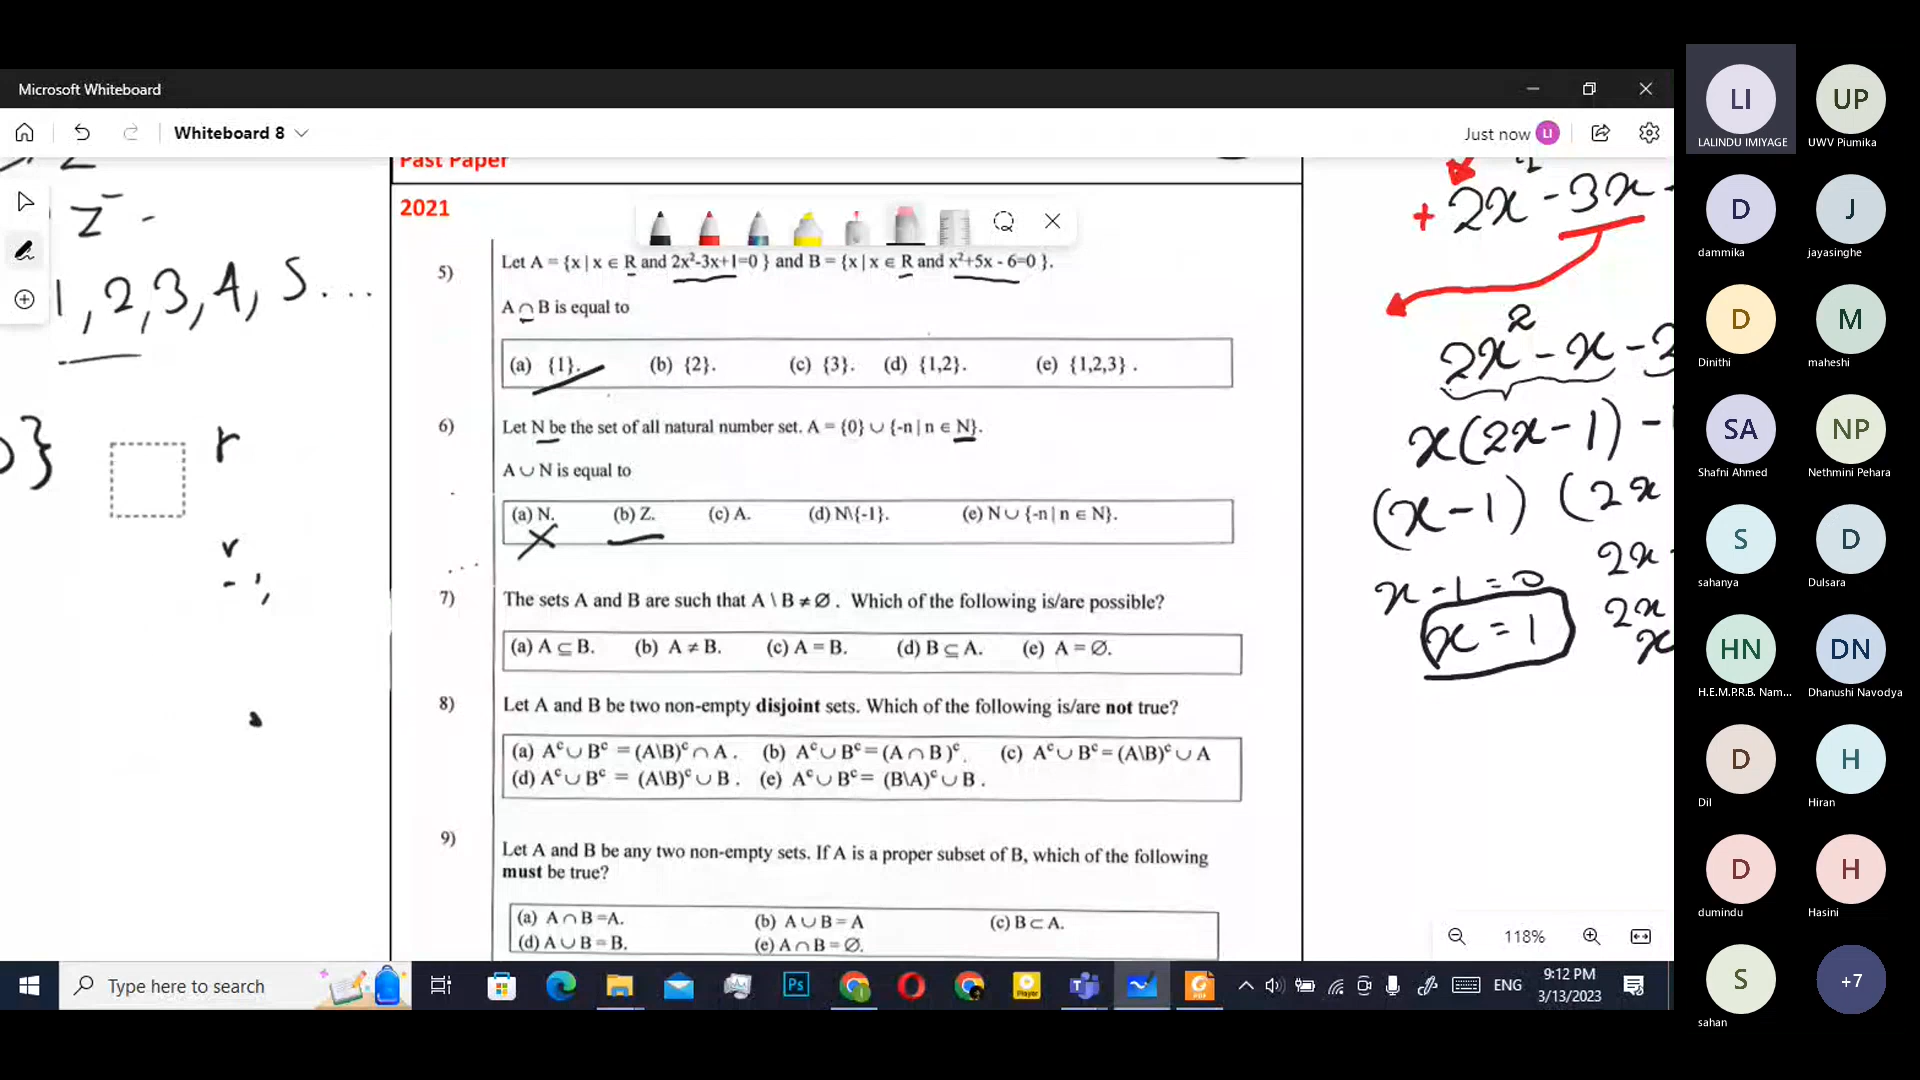 Microsoft Whiteboard
Whiteboard 8
Just now LI
Past Paper
2021
5) Let A = {x | x ∈ R and 2x²-3x+1=0 } and B = {x | x ∈ R and x²+5x - 6=0 }.
A ∩ B is equal to
(a) {1}. (b) {2}. (c) {3}. (d) {1,2}. (e) {1,2,3} .
6) Let N be the set of all natural number set. A = {0} ∪ {-n | n ∈ N}.
A ∪ N is equal to
(a) N. (b) Z. (c) A. (d) N\{-1}. (e) N ∪ {-n | n ∈ N}.
7) The sets A and B are such that A \ B ≠ Ø . Which of the following is/are possible?
(a) A ⊆ B. (b) A ≠ B. (c) A = B. (d) B ⊆ A. (e) A = Ø.
8) Let A and B be two non-empty disjoint sets. Which of the following is/are not true?
(a) Aᶜ ∪ Bᶜ = (A\B)ᶜ ∩ A . (b) Aᶜ ∪ Bᶜ = (A ∩ B )ᶜ. (c) Aᶜ ∪ Bᶜ = (A\B)ᶜ ∪ A
(d) Aᶜ ∪ Bᶜ = (A\B)ᶜ ∪ B . (e) Aᶜ ∪ Bᶜ = (B\A)ᶜ ∪ B .
9) Let A and B be any two non-empty sets. If A is a proper subset of B, which of the following
must be true?
(a) A ∩ B =A. (b) A ∪ B = A (c) B ⊂ A.
(d) A ∪ B = B. (e) A ∩ B = Ø.
Z⁻
1, 2, 3, 4, 5 ...
}
r
+ 2x² - 3x
2x² - x -
x(2x-1) -
(x-1) (2x
2x
x-1=0
2x
x = 1
x
118%
LI
LALINDU IMIYAGE
UP
UWV Piumika
D
dammika
J
jayasinghe
D
Dinithi
M
maheshi
SA
Shafni Ahmed
NP
Nethmini Pehara
S
sahanya
D
Dulsara
HN
H.E.M.P.R.B. Nam...
DN
Dhanushi Navodya
D
Dil
H
Hiran
D
dumindu
H
Hasini
S
sahan
+7
Type here to search
Ps
Player
ENG
9:12 PM
3/13/2023